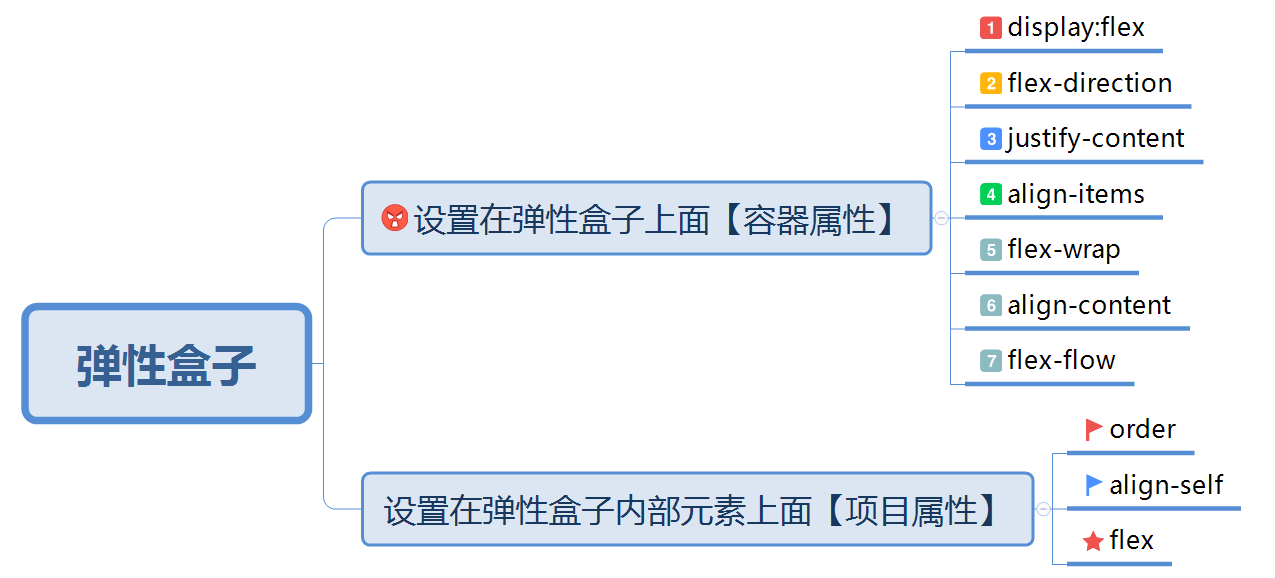 弹性盒子
设置在弹性盒子上面【容器属性】
1 display:flex
2 flex-direction
3 justify-content
4 align-items
5 flex-wrap
6 align-content
7 flex-flow
设置在弹性盒子内部元素上面【项目属性】
order
align-self
flex